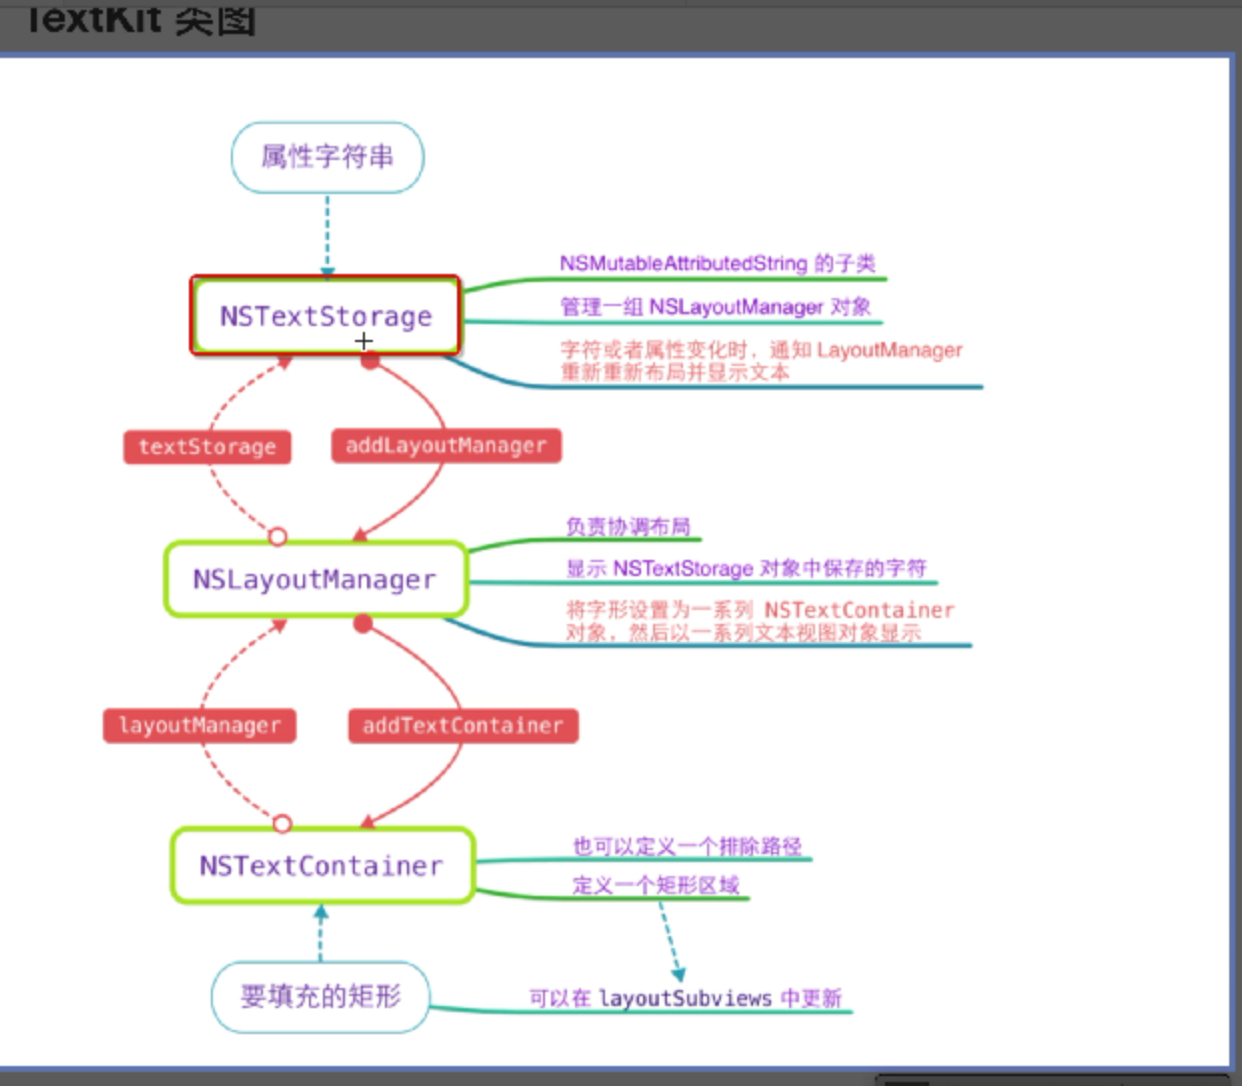 TextKit 类图
属性字符串
NSTextStorage
NSMutableAttributedString 的子类
管理一组 NSLayoutManager 对象
字符或者属性变化时，通知 LayoutManager
重新重新布局并显示文本
textStorage
addLayoutManager
NSLayoutManager
负责协调布局
显示 NSTextStorage 对象中保存的字符
将字形设置为一系列 NSTextContainer
对象，然后以一系列文本视图对象显示
layoutManager
addTextContainer
NSTextContainer
也可以定义一个排除路径
定义一个矩形区域
要填充的矩形
可以在 layoutSubviews 中更新